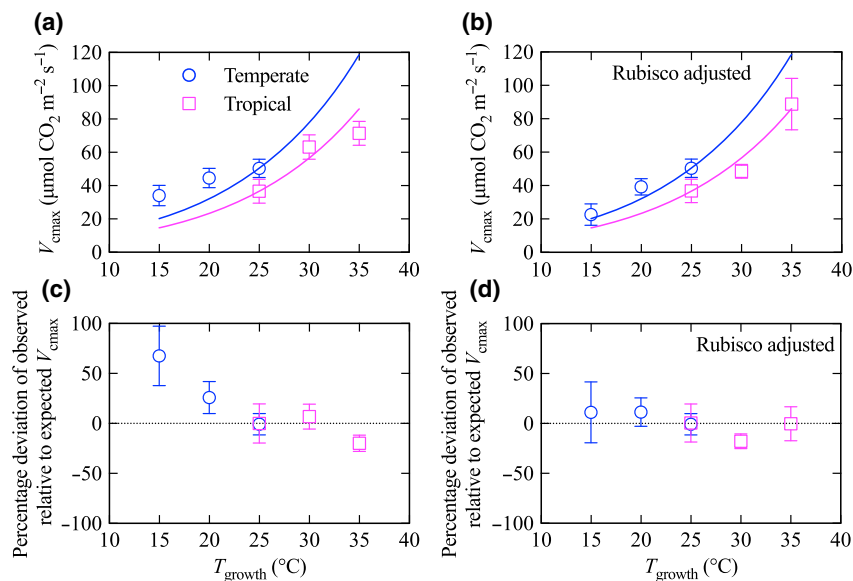 (a)
120
100
80
60
40
20
0
V_cmax (μmol CO₂ m⁻² s⁻¹)
Temperate
Tropical
10 15 20 25 30 35 40
(b)
120
100
80
60
40
20
0
V_cmax (μmol CO₂ m⁻² s⁻¹)
Rubisco adjusted
10 15 20 25 30 35 40
(c)
100
50
0
−50
−100
Percentage deviation of observed
relative to expected V_cmax
10 15 20 25 30 35 40
T_growth (°C)
(d)
100
50
0
−50
−100
Percentage deviation of observed
relative to expected V_cmax
Rubisco adjusted
10 15 20 25 30 35 40
T_growth (°C)